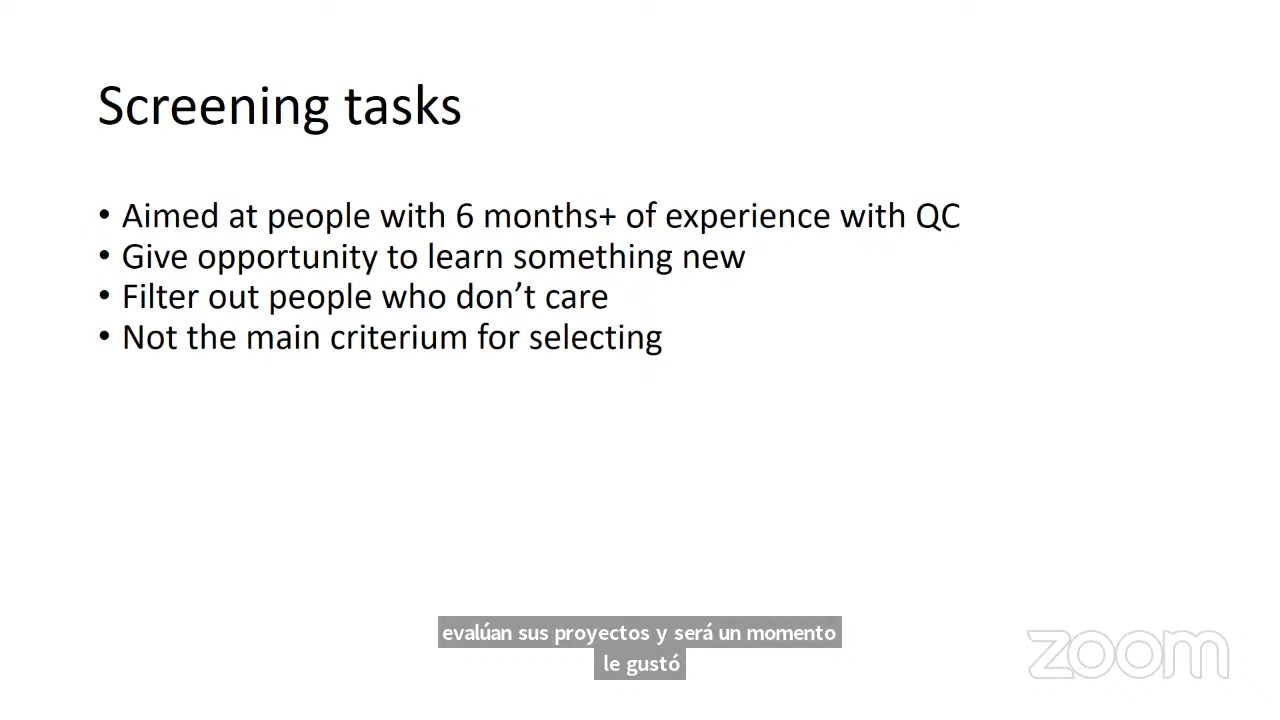 Screening tasks
• Aimed at people with 6 months+ of experience with QC
• Give opportunity to learn something new
• Filter out people who don’t care
• Not the main criterium for selecting
evalúan sus proyectos y será un momento
le gustó
zoom